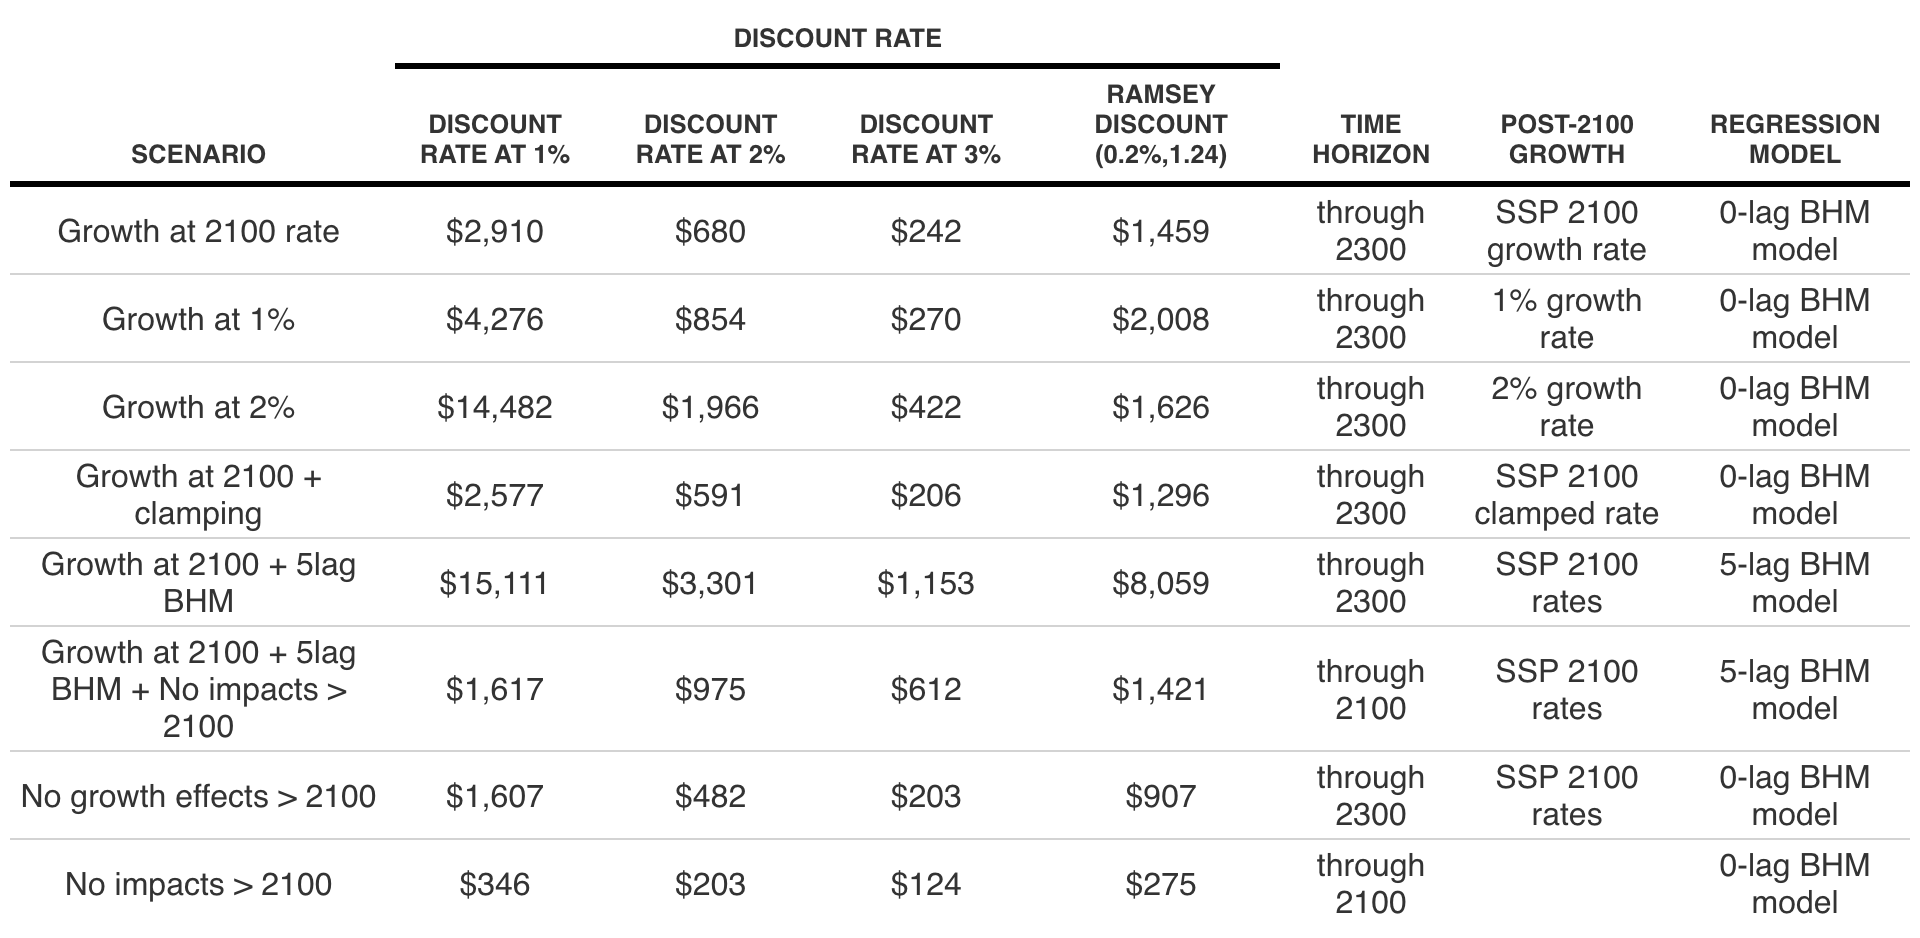 DISCOUNT RATE
SCENARIO
DISCOUNT
RATE AT 1%
DISCOUNT
RATE AT 2%
DISCOUNT
RATE AT 3%
RAMSEY
DISCOUNT
(0.2%,1.24)
TIME
HORIZON
POST-2100
GROWTH
REGRESSION
MODEL
Growth at 2100 rate
$2,910
$680
$242
$1,459
through
2300
SSP 2100
growth rate
0-lag BHM
model
Growth at 1%
$4,276
$854
$270
$2,008
through
2300
1% growth
rate
0-lag BHM
model
Growth at 2%
$14,482
$1,966
$422
$1,626
through
2300
2% growth
rate
0-lag BHM
model
Growth at 2100 +
clamping
$2,577
$591
$206
$1,296
through
2300
SSP 2100
clamped rate
0-lag BHM
model
Growth at 2100 + 5lag
BHM
$15,111
$3,301
$1,153
$8,059
through
2300
SSP 2100
rates
5-lag BHM
model
Growth at 2100 + 5lag
BHM + No impacts >
2100
$1,617
$975
$612
$1,421
through
2100
SSP 2100
rates
5-lag BHM
model
No growth effects > 2100
$1,607
$482
$203
$907
through
2300
SSP 2100
rates
0-lag BHM
model
No impacts > 2100
$346
$203
$124
$275
through
2100
0-lag BHM
model